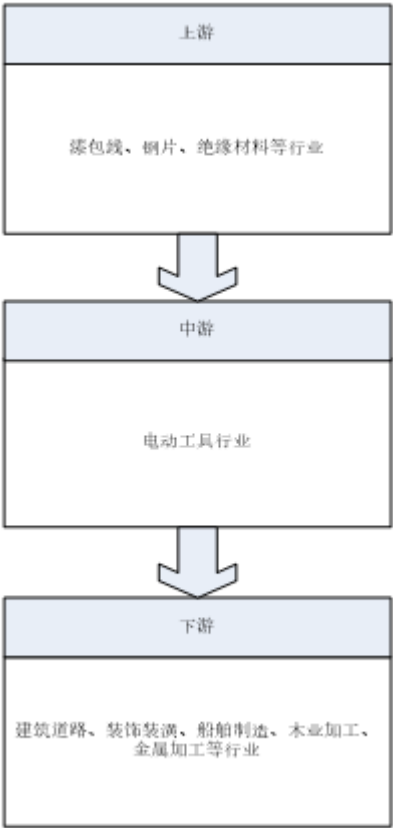 上游
漆包线、钢片、绝缘材料等行业
中游
电动工具行业
下游
建筑道路、装饰装潢、船舶制造、木业加工、
金属加工等行业